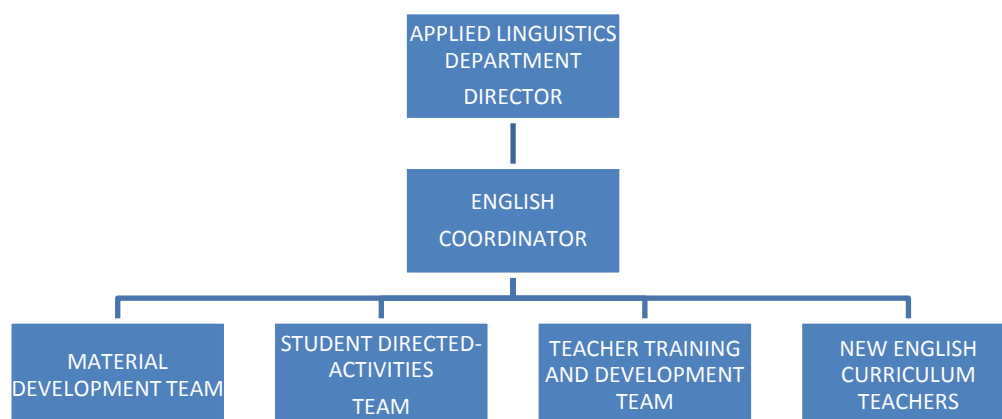 APPLIED LINGUISTICS
DEPARTMENT
DIRECTOR
ENGLISH
COORDINATOR
MATERIAL
DEVELOPMENT TEAM
STUDENT DIRECTED-
ACTIVITIES
TEAM
TEACHER TRAINING
AND DEVELOPMENT
TEAM
NEW ENGLISH
CURRICULUM
TEACHERS